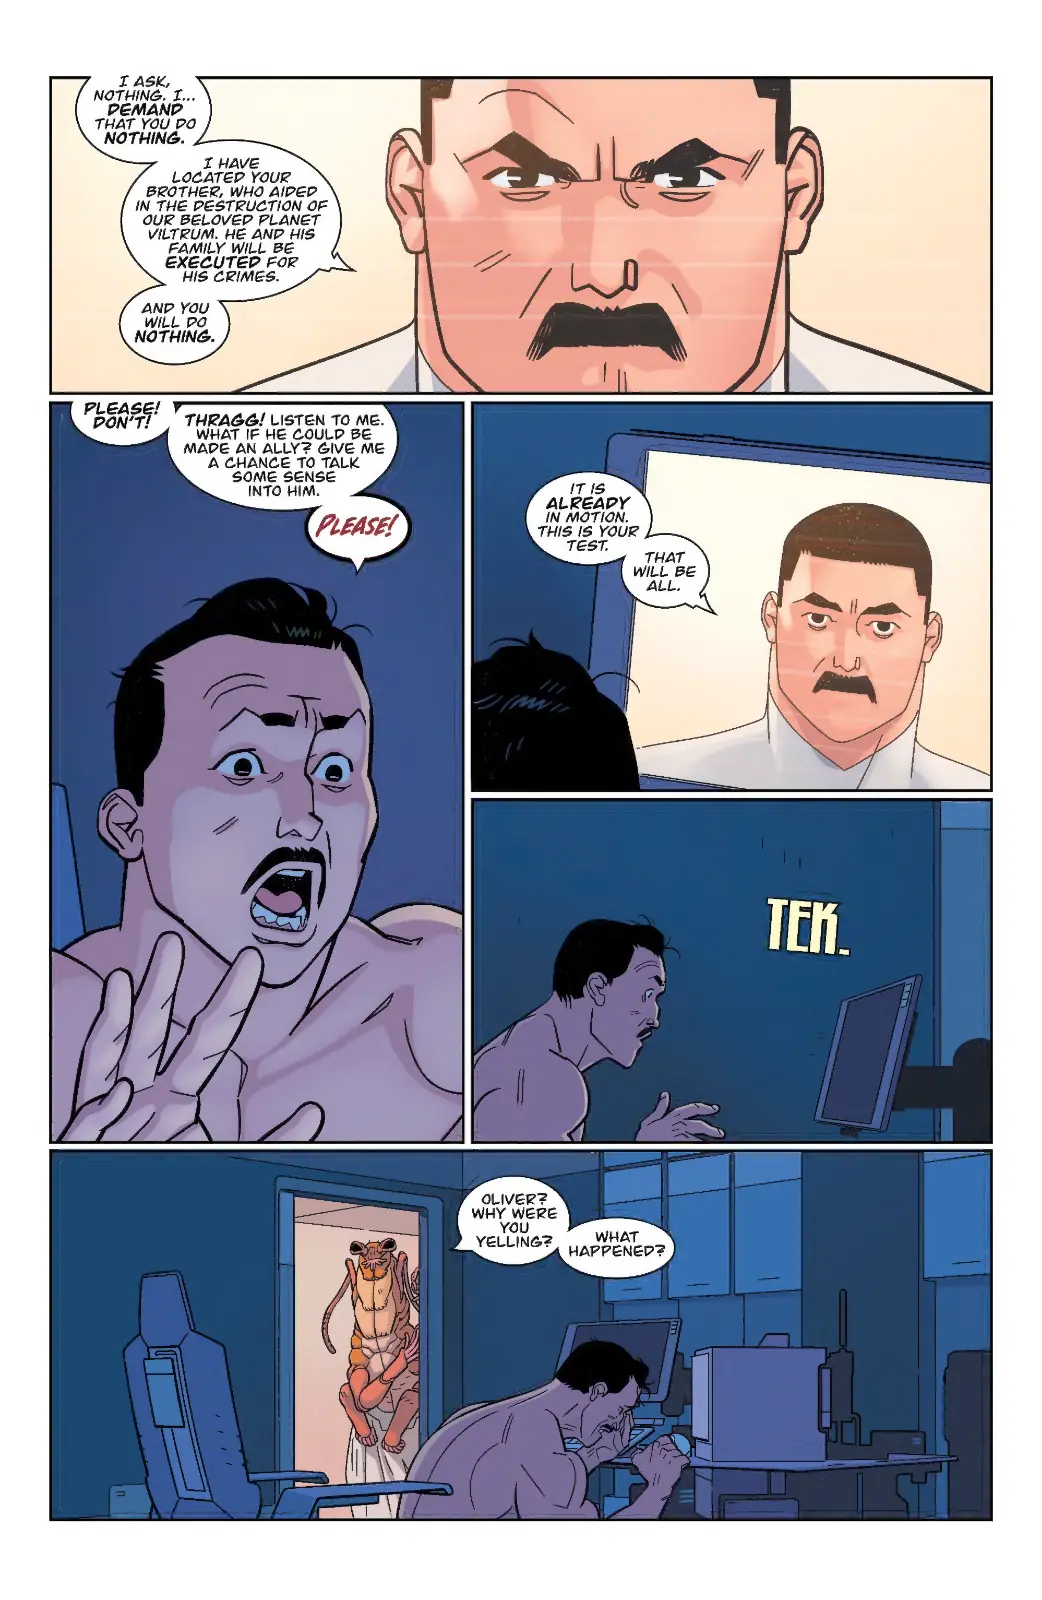 I ASK,
NOTHING. I...
DEMAND
THAT YOU DO
NOTHING.
I HAVE
LOCATED YOUR
BROTHER, WHO AIDED
IN THE DESTRUCTION OF
OUR BELOVED PLANET
VILTRUM. HE AND HIS
FAMILY WILL BE
EXECUTED FOR
HIS CRIMES.
AND YOU
WILL DO
NOTHING.
PLEASE!
DON'T!
THRAGG! LISTEN TO ME.
WHAT IF HE COULD BE
MADE AN ALLY? GIVE ME
A CHANCE TO TALK
SOME SENSE
INTO HIM.
PLEASE!
IT IS
ALREADY
IN MOTION.
THIS IS YOUR
TEST.
THAT
WILL BE
ALL.
TEK.
OLIVER?
WHY WERE
YOU
YELLING?
WHAT
HAPPENED?